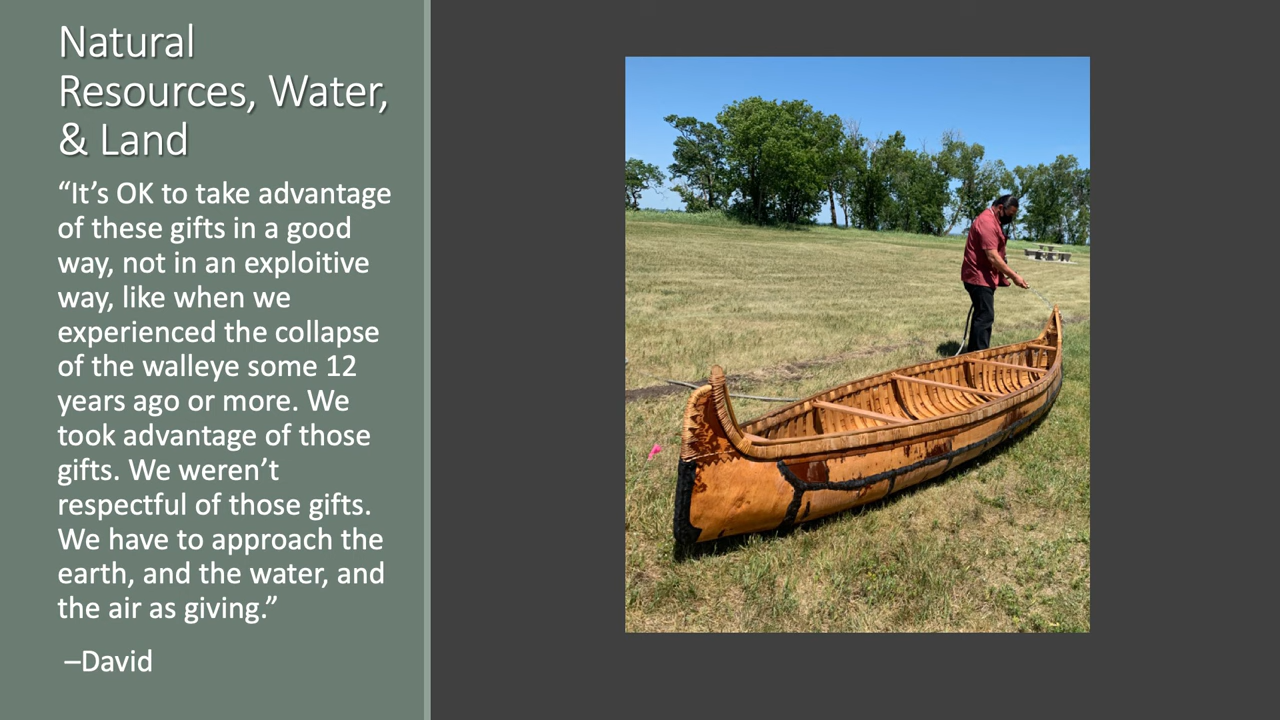 Natural
Resources, Water,
& Land
“It’s OK to take advantage
of these gifts in a good
way, not in an exploitive
way, like when we
experienced the collapse
of the walleye some 12
years ago or more. We
took advantage of those
gifts. We weren’t
respectful of those gifts.
We have to approach the
earth, and the water, and
the air as giving.”
–David